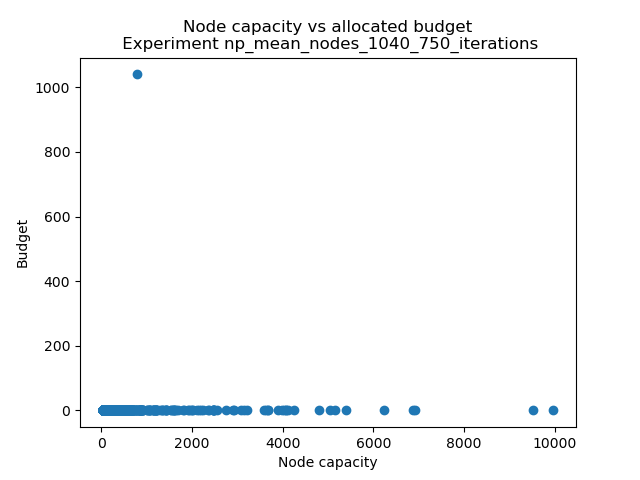 Node capacity vs allocated budget
Experiment np_mean_nodes_1040_750_iterations
1000
800
600
400
200
0
Budget
0 2000 4000 6000 8000 10000
Node capacity